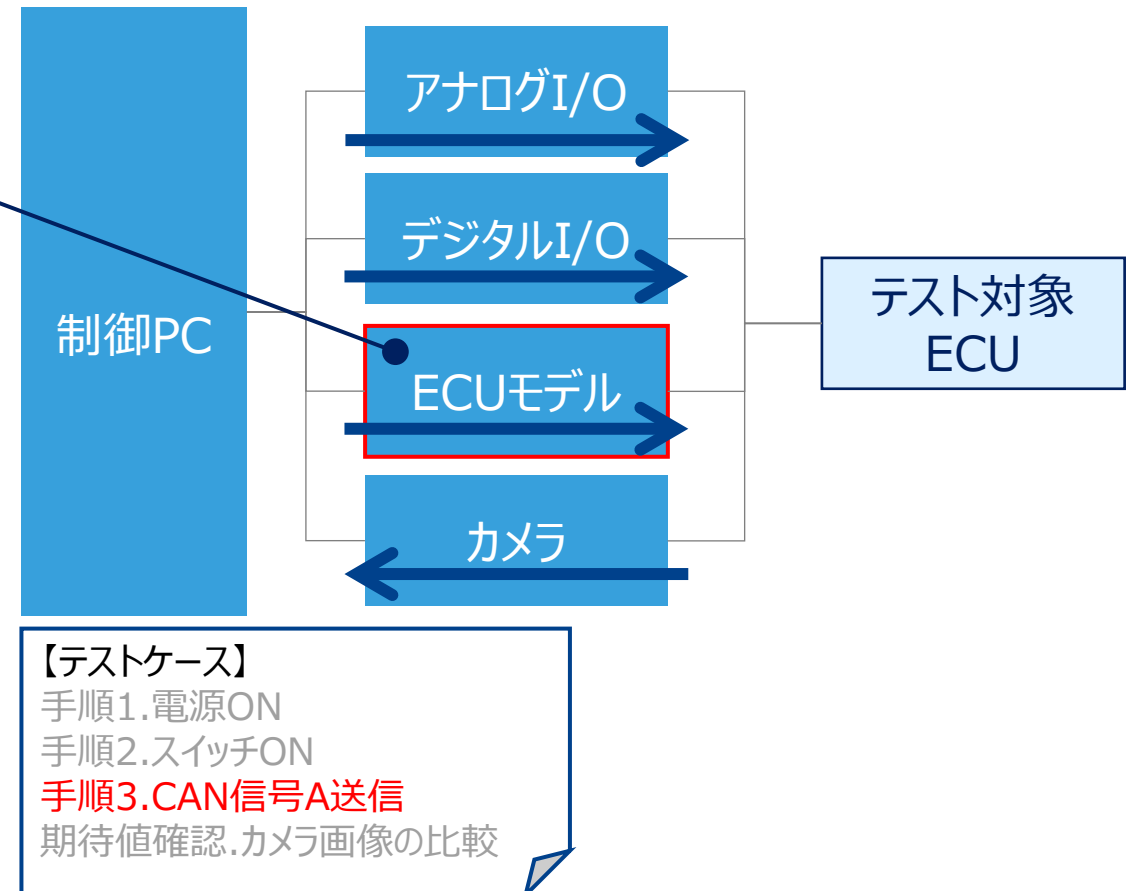 アナログI/O
デジタルI/O
制御PC
ECUモデル
カメラ
テスト対象
ECU
【テストケース】
手順1.電源ON
手順2.スイッチON
手順3.CAN信号A送信
期待値確認.カメラ画像の比較